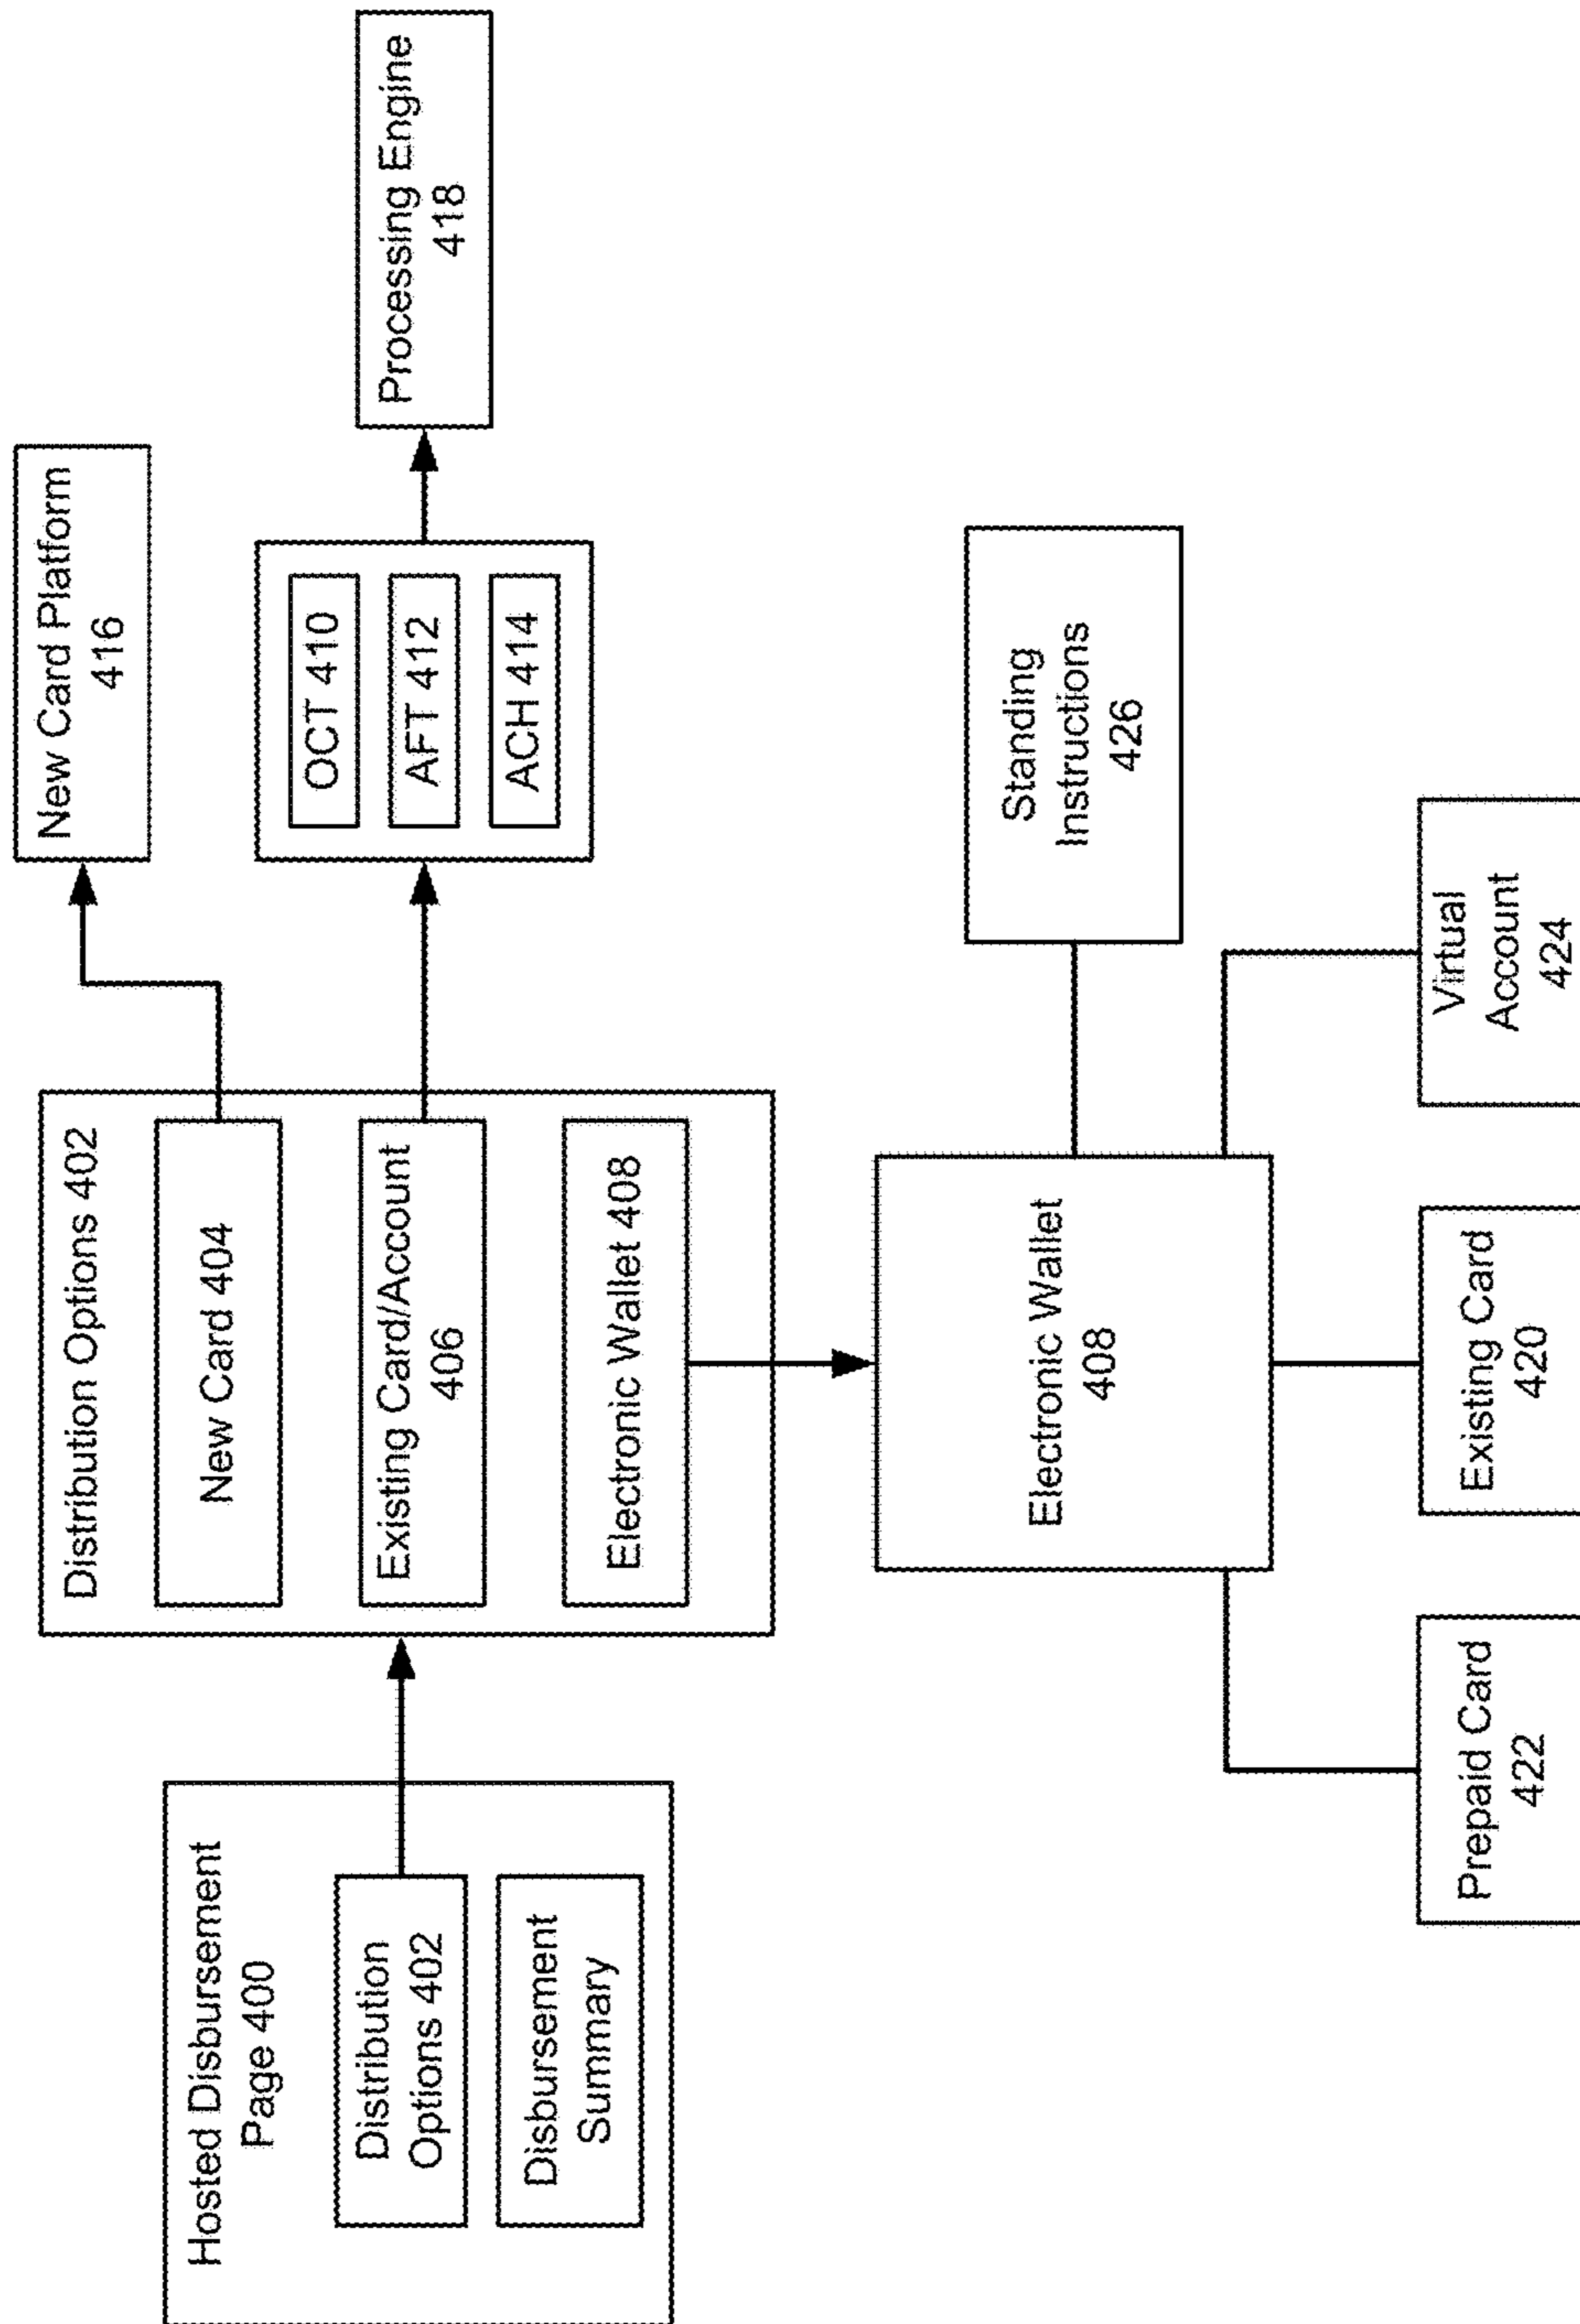 Hosted Disbursement
Page 400
Distribution
Options 402
Disbursement
Summary
Distribution Options 402
New Card 404
Existing Card/Account
406
Electronic Wallet 408
New Card Platform
416
OCT 410
AFT 412
ACH 414
Processing Engine
418
Electronic Wallet
408
Standing
Instructions
426
Prepaid Card
422
Existing Card
420
Virtual
Account
424